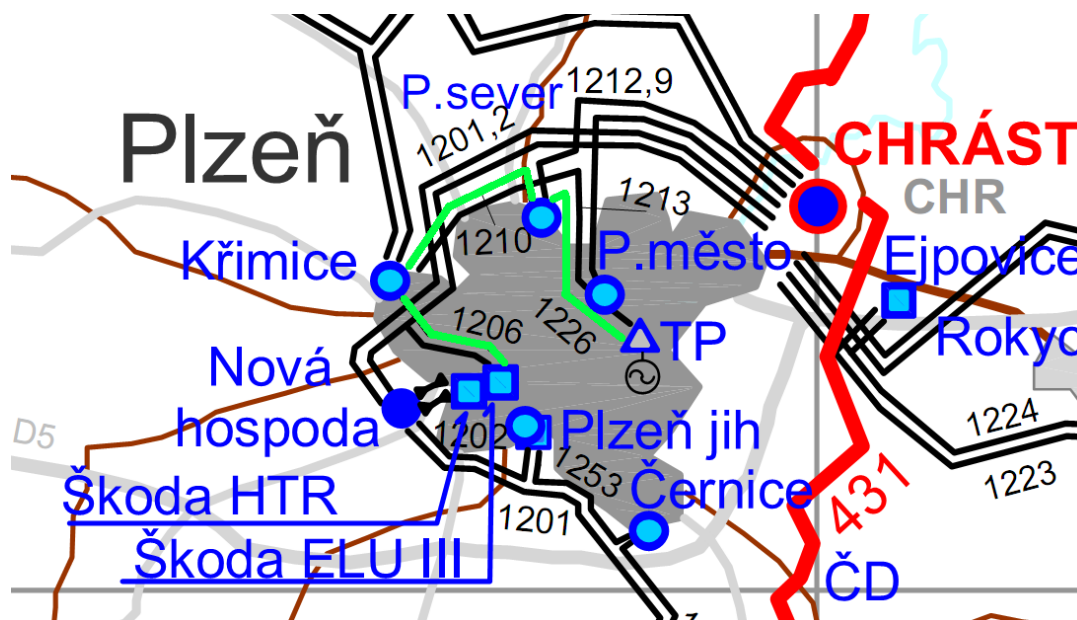 P.sever
1212,9
Plzeň
1201,2
CHRÁST
CHR
1213
1210
P.město
Křimice
Ejpovice
1206
1226
TP
Rokyc
Nová
hospoda
1224
D5
1202
Plzeň jih
1223
1253
Škoda HTR
Černice
431
1201
Škoda ELU III
ČD